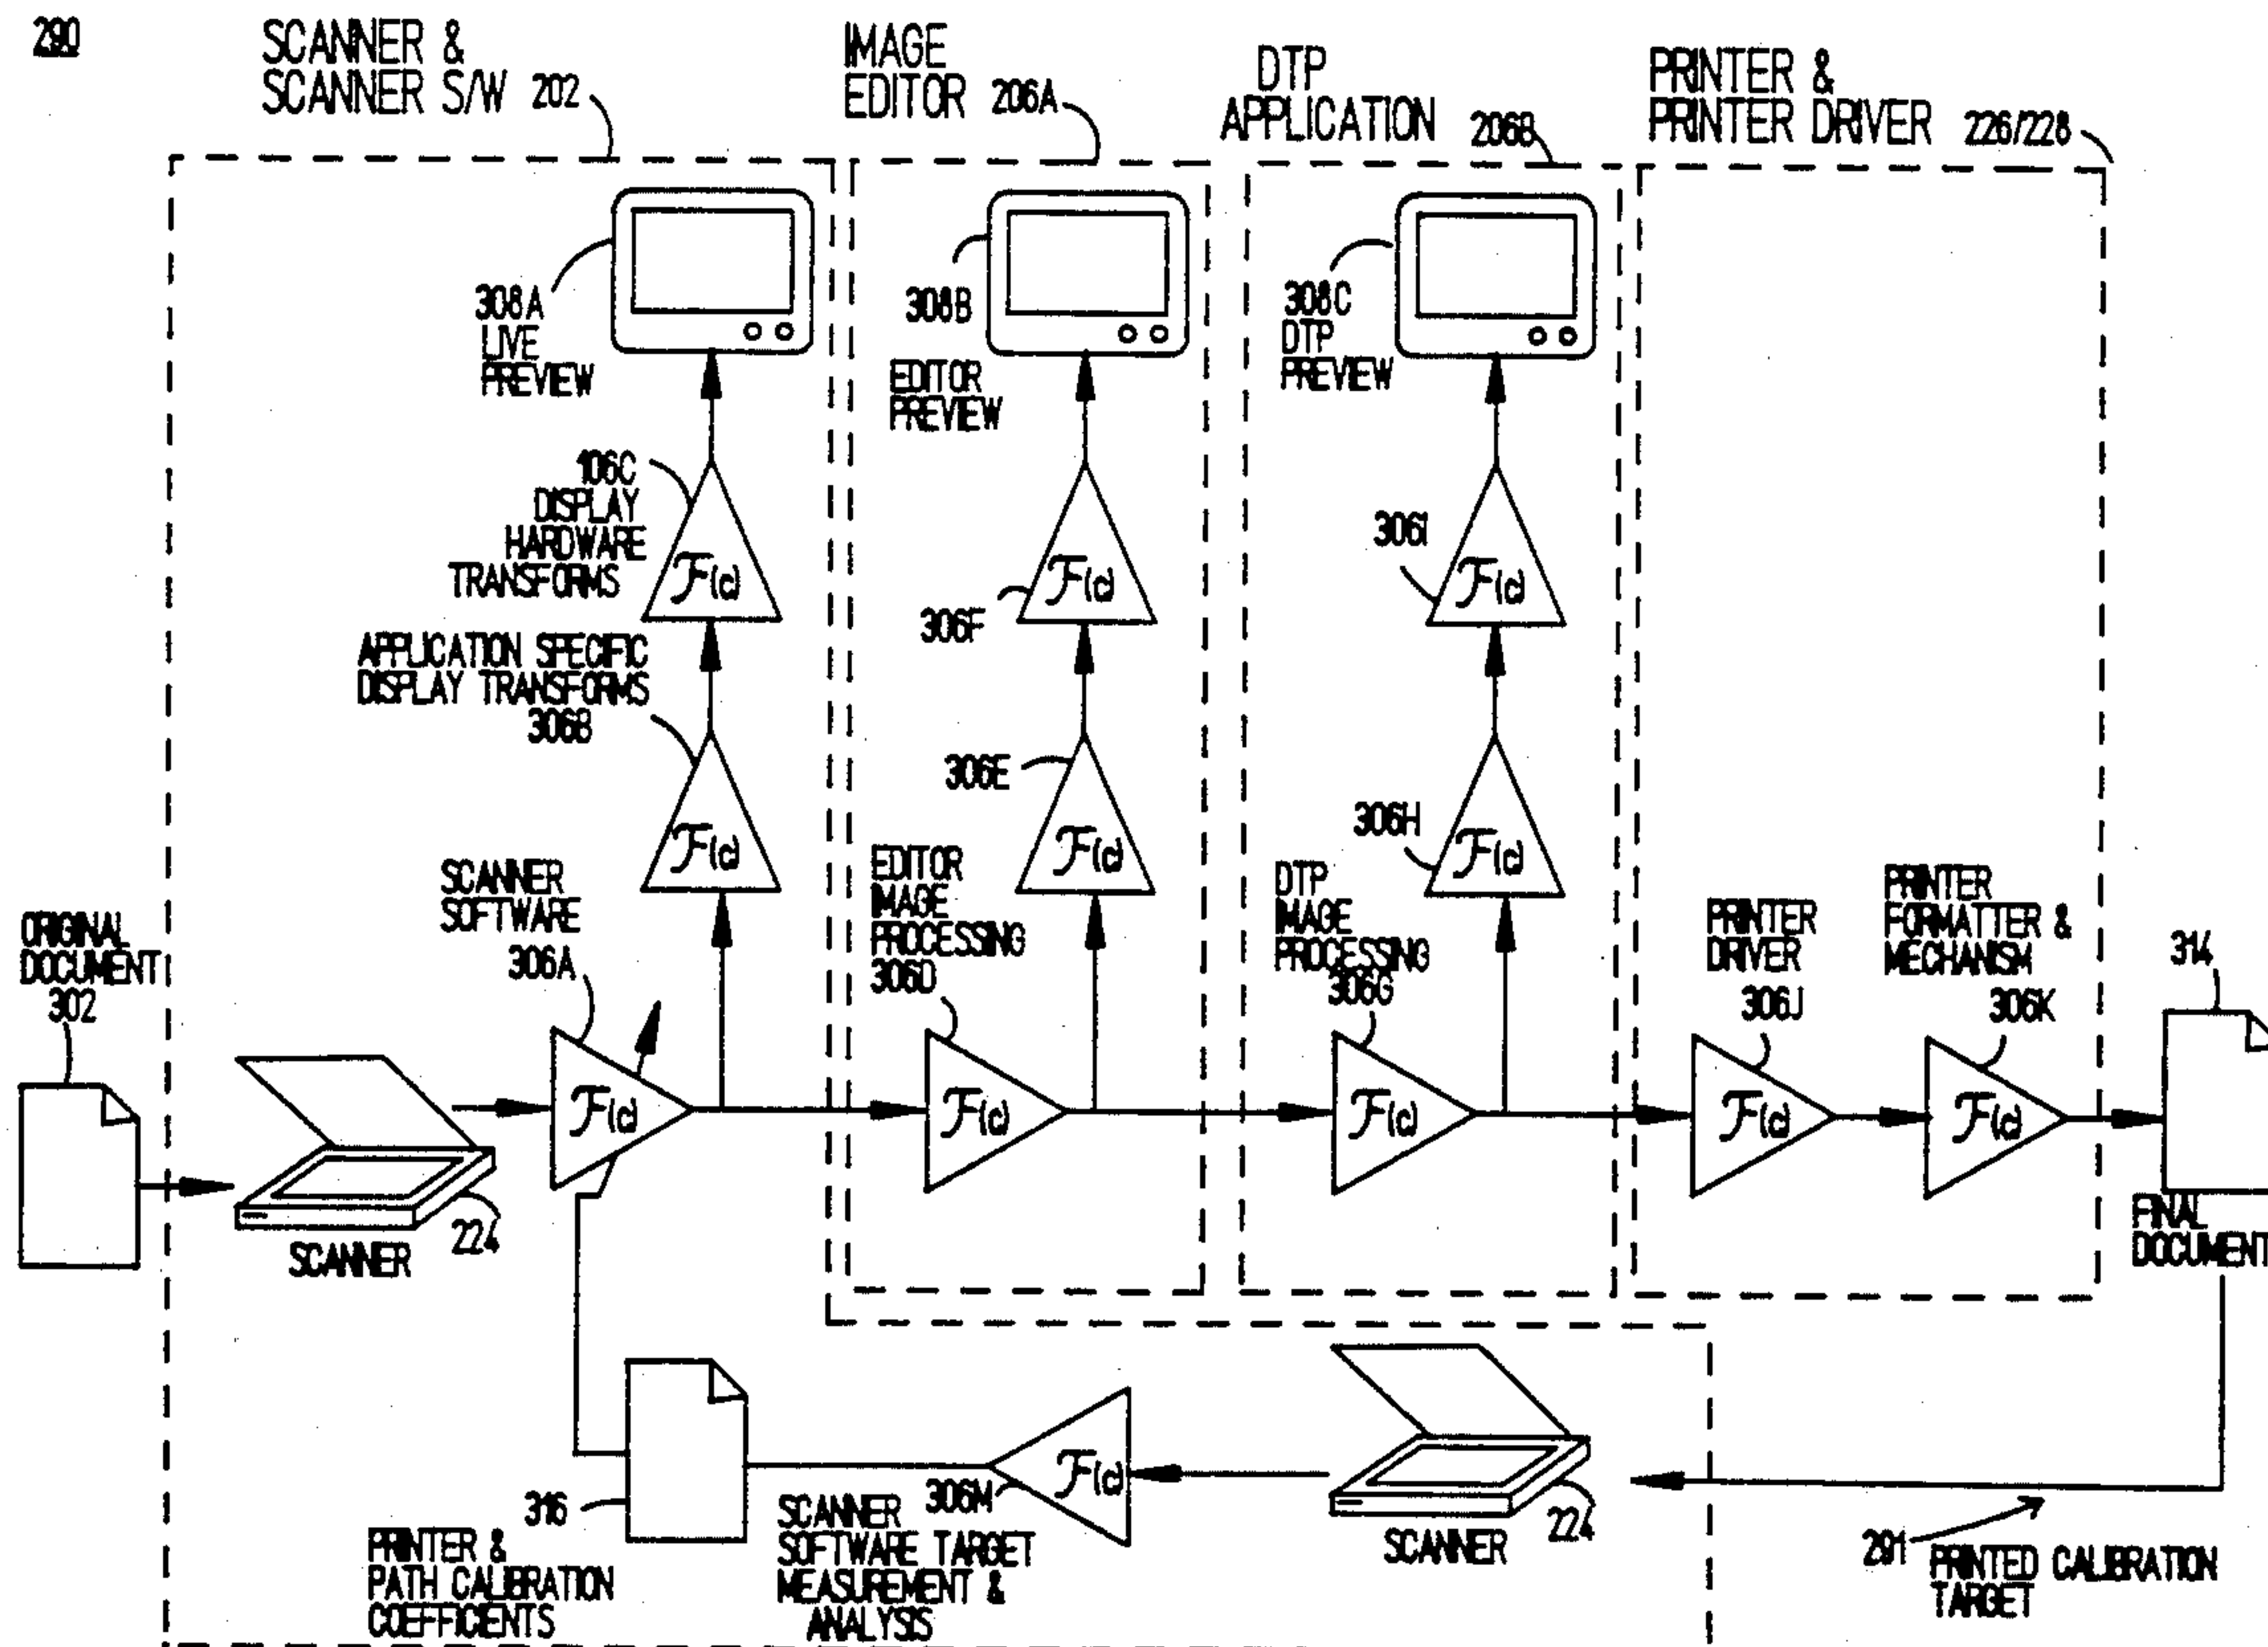 290
SCANNER &
SCANNER S/W 202
IMAGE
EDITOR 206A
DTP
APPLICATION 206B
PRINTER &
PRINTER DRIVER 226/228
308A
LIVE
PREVIEW
308B
EDITOR
PREVIEW
308C
DTP
PREVIEW
106C
DISPLAY
HARDWARE
TRANSFORMS
F(c)
306F
F(c)
306I
F(c)
APPLICATION SPECIFIC
DISPLAY TRANSFORMS
306B
F(c)
306E
F(c)
306H
F(c)
ORIGINAL
DOCUMENT
302
SCANNER
SOFTWARE
306A
F(c)
EDITOR
IMAGE
PROCESSING
306D
F(c)
DTP
IMAGE
PROCESSING
306G
F(c)
PRINTER
DRIVER
306J
F(c)
PRINTER
FORMATTER &
MECHANISM
306K
F(c)
314
FINAL
DOCUMENT
224
SCANNER
316
PRINTER &
PATH CALIBRATION
COEFFICIENTS
F(c)
306M
SCANNER
SOFTWARE TARGET
MEASUREMENT &
ANALYSIS
SCANNER
224
291
PRINTED CALIBRATION
TARGET